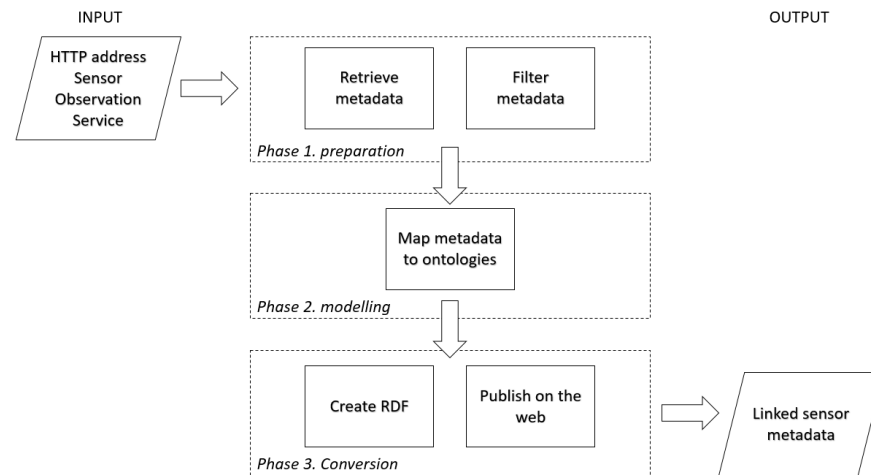 INPUT
OUTPUT
HTTP address
Sensor
Observation
Service
Retrieve
metadata
Filter
metadata
Phase 1. preparation
Map metadata
to ontologies
Phase 2. modelling
Create RDF
Publish on the
web
Phase 3. Conversion
Linked sensor
metadata